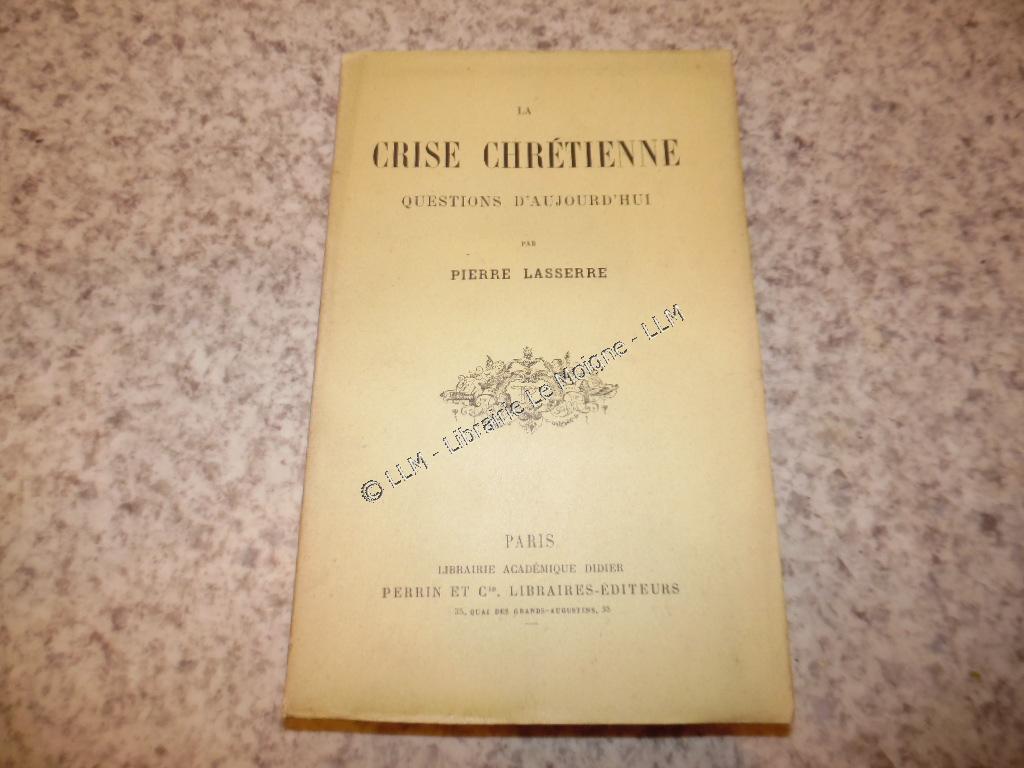 LA
CRISE CHRÉTIENNE
QUESTIONS D'AUJOURD'HUI
PAR
PIERRE LASSERRE
© LLM - Librairie Le Moigne - LLM
PARIS
LIBRAIRIE ACADÉMIQUE DIDIER
PERRIN ET Cie, LIBRAIRES-ÉDITEURS
35, QUAI DES GRANDS-AUGUSTINS, 35